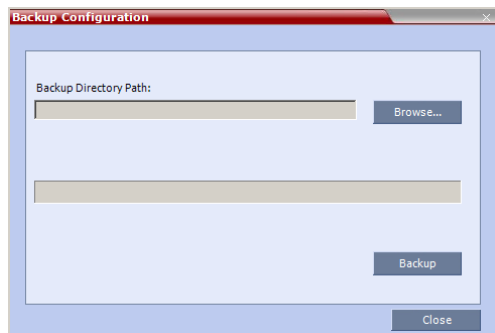 Backup Configuration
Backup Directory Path:
Browse...
Backup
Close